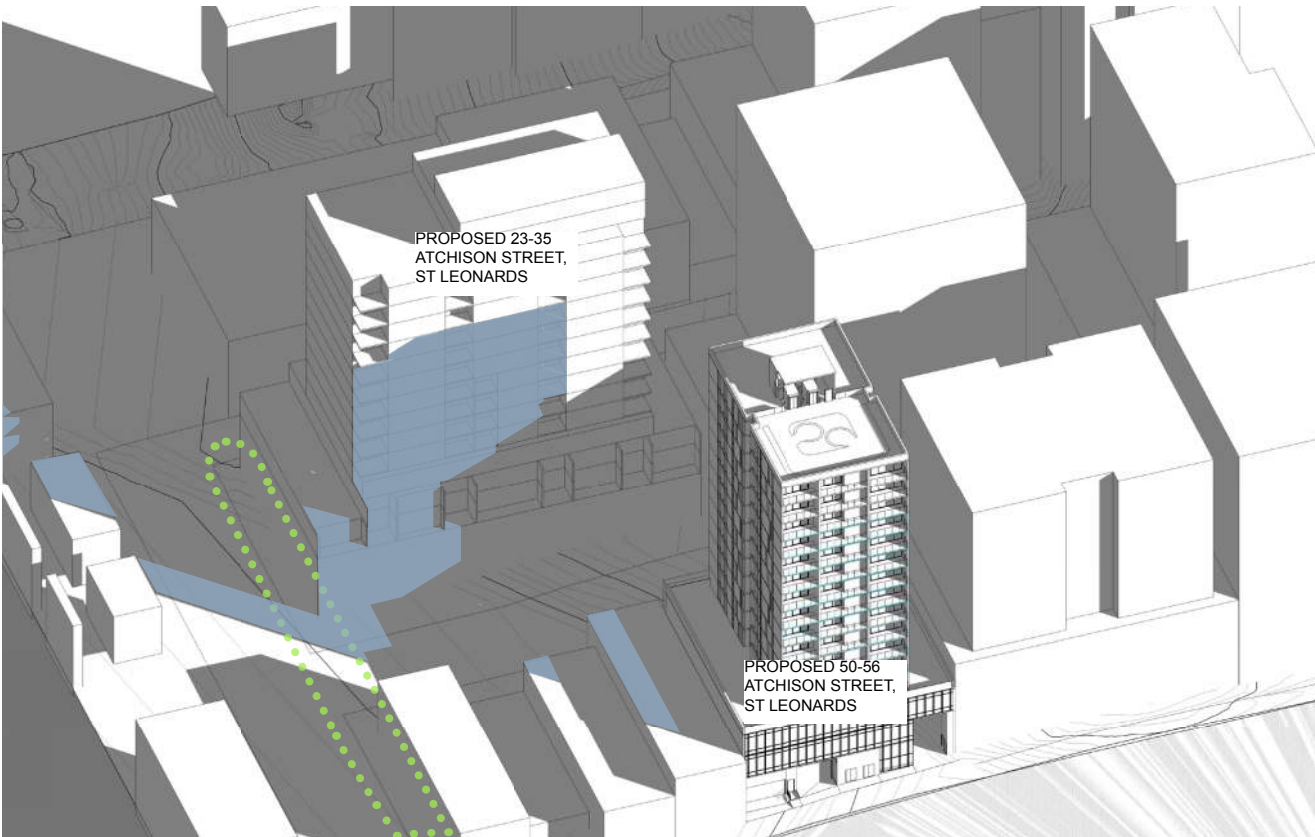 PROPOSED 23-35
ATCHISON STREET,
ST LEONARDS
PROPOSED 50-56
ATCHISON STREET,
ST LEONARDS